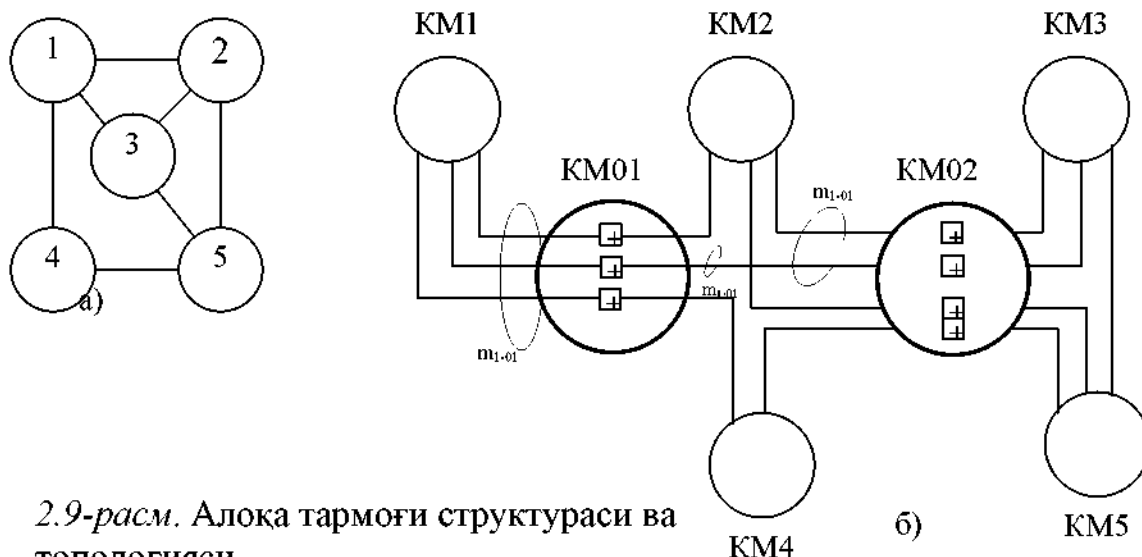 КМ1 КМ2 КМ3
1 2
3
КМ01 КМ02
m1-01
m1-01
4 5
а)
m1-01
2.9-расм. Алоқа тармоғи структураси ва
топологияси
б)
КМ4
КМ5